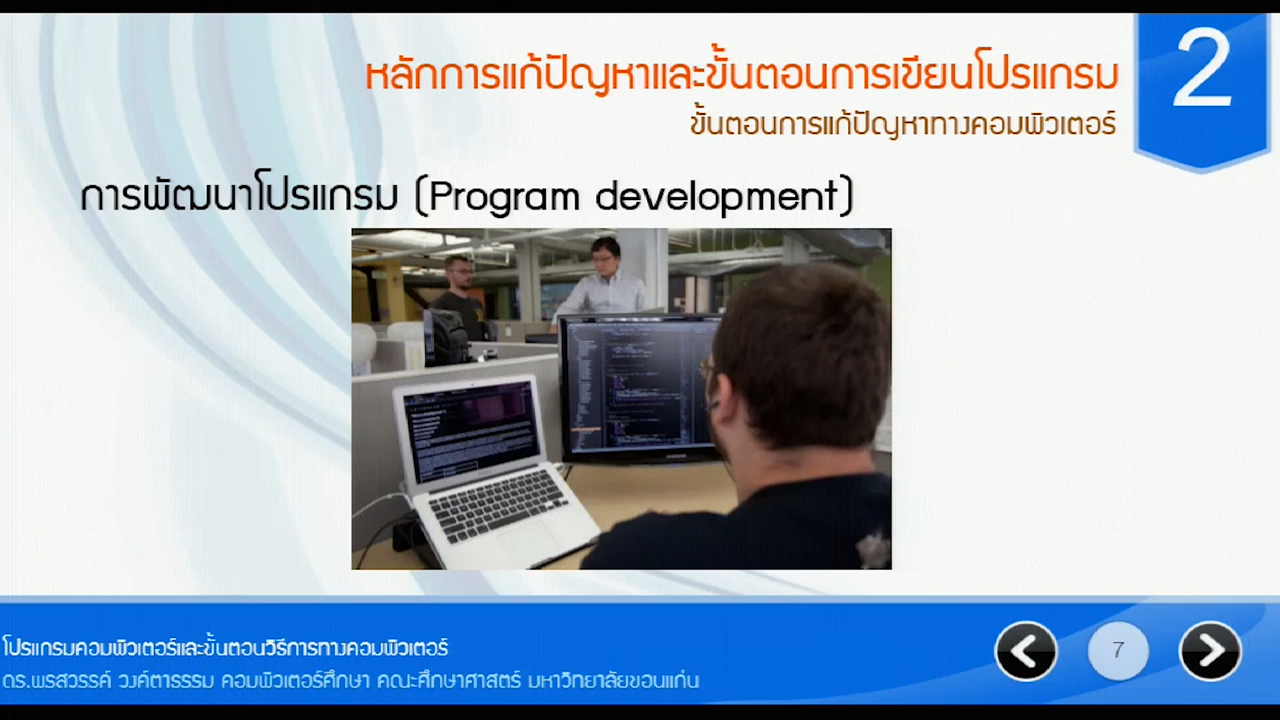 2
หลักการแก้ปัญหาและขั้นตอนการเขียนโปรแกรม
ขั้นตอนการแก้ปัญหาทางคอมพิวเตอร์
การพัฒนาโปรแกรม (Program development)
SAMSUNG
โปรแกรมคอมพิวเตอร์และขั้นตอนวิธีการทางคอมพิวเตอร์
ดร.พรสวรรค์ วงค์ตาธรรม คอมพิวเตอร์ศึกษา คณะศึกษาศาสตร์ มหาวิทยาลัยขอนแก่น
7